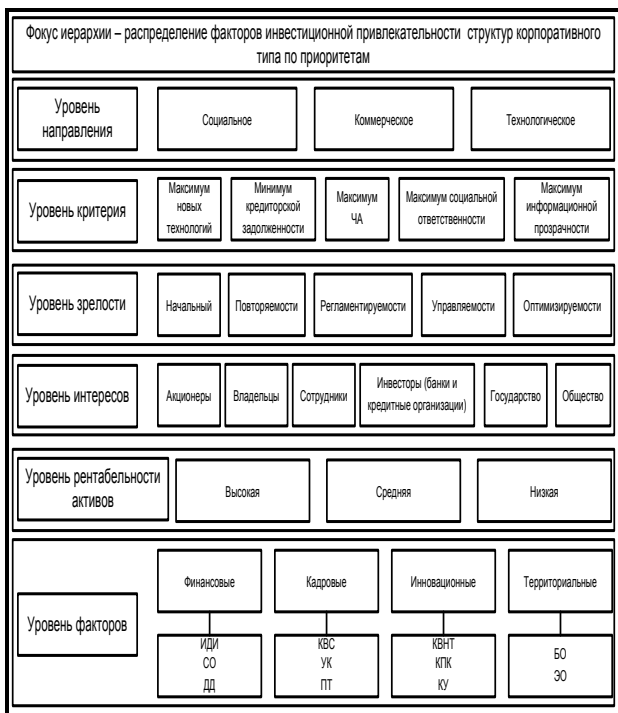 Фокус иерархии – распределение факторов инвестиционной привлекательности структур корпоративного
типа по приоритетам
Уровень
направления
Социальное
Коммерческое
Технологическое
Уровень критерия
Максимум
новых
технологий
Минимум
кредиторской
задолженности
Максимум
ЧА
Максимум социальной
ответственности
Максимум
информационной
прозрачности
Уровень зрелости
Начальный
Повторяемости
Регламентируемости
Управляемости
Оптимизируемости
Уровень интересов
Акционеры
Владельцы
Сотрудники
Инвесторы (банки и
кредитные организации)
Государство
Общество
Уровень рентабельности
активов
Высокая
Средняя
Низкая
Уровень факторов
Финансовые
Кадровые
Инновационные
Территориальные
ИДИ
СО
ДД
КВС
УК
ПТ
КВНТ
КПК
КУ
БО
ЭО